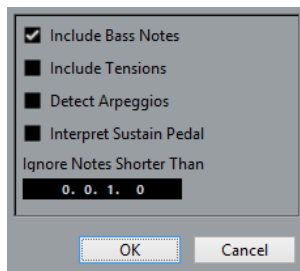 Include Bass Notes
Include Tensions
Detect Arpeggios
Interpret Sustain Pedal
Ignore Notes Shorter Than
0. 0. 1. 0
OK Cancel